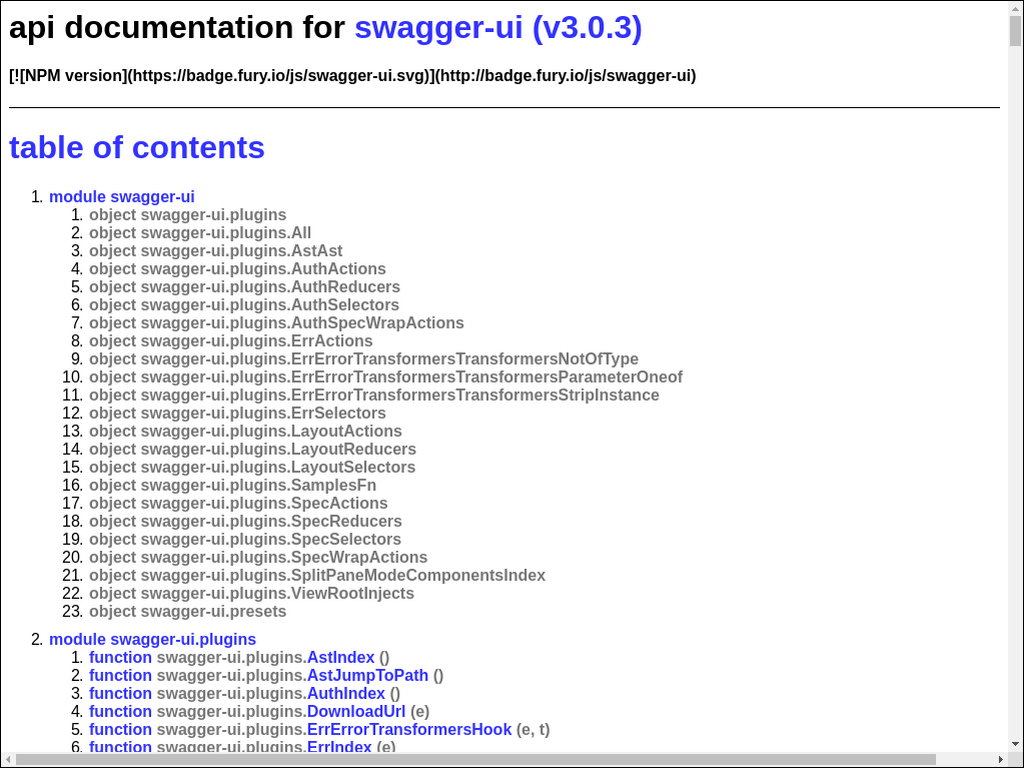 api documentation for swagger-ui (v3.0.3)
[![NPM version](https://badge.fury.io/js/swagger-ui.svg)](http://badge.fury.io/js/swagger-ui)
table of contents
1. module swagger-ui
1. object swagger-ui.plugins
2. object swagger-ui.plugins.All
3. object swagger-ui.plugins.AstAst
4. object swagger-ui.plugins.AuthActions
5. object swagger-ui.plugins.AuthReducers
6. object swagger-ui.plugins.AuthSelectors
7. object swagger-ui.plugins.AuthSpecWrapActions
8. object swagger-ui.plugins.ErrActions
9. object swagger-ui.plugins.ErrErrorTransformersTransformersNotOfType
10. object swagger-ui.plugins.ErrErrorTransformersTransformersParameterOneof
11. object swagger-ui.plugins.ErrErrorTransformersTransformersStripInstance
12. object swagger-ui.plugins.ErrSelectors
13. object swagger-ui.plugins.LayoutActions
14. object swagger-ui.plugins.LayoutReducers
15. object swagger-ui.plugins.LayoutSelectors
16. object swagger-ui.plugins.SamplesFn
17. object swagger-ui.plugins.SpecActions
18. object swagger-ui.plugins.SpecReducers
19. object swagger-ui.plugins.SpecSelectors
20. object swagger-ui.plugins.SpecWrapActions
21. object swagger-ui.plugins.SplitPaneModeComponentsIndex
22. object swagger-ui.plugins.ViewRootInjects
23. object swagger-ui.presets
2. module swagger-ui.plugins
1. function swagger-ui.plugins.AstIndex ()
2. function swagger-ui.plugins.AstJumpToPath ()
3. function swagger-ui.plugins.AuthIndex ()
4. function swagger-ui.plugins.DownloadUrl (e)
5. function swagger-ui.plugins.ErrErrorTransformersHook (e, t)
6. function swagger-ui.plugins.ErrIndex (e)